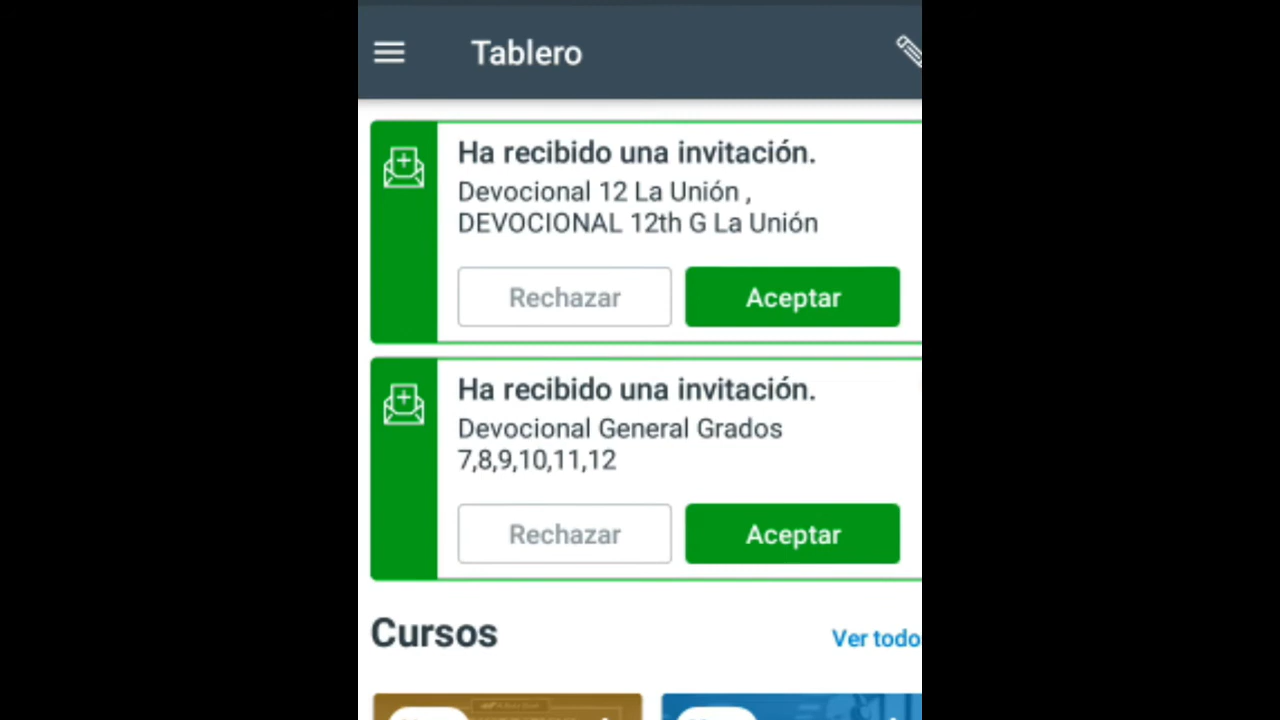 Tablero
Ha recibido una invitación.
Devocional 12 La Unión ,
DEVOCIONAL 12th G La Unión
Rechazar Aceptar
Ha recibido una invitación.
Devocional General Grados
7,8,9,10,11,12
Rechazar Aceptar
Cursos
Ver todo